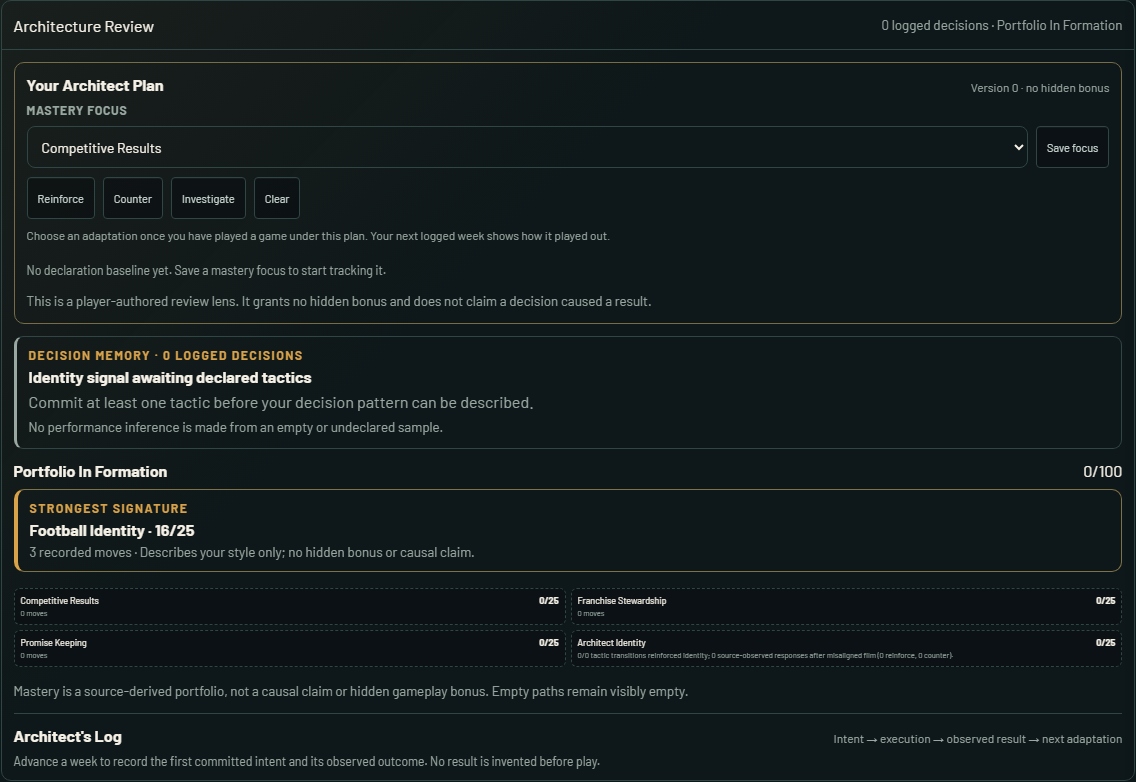 Architecture Review
0 logged decisions · Portfolio In Formation
Your Architect Plan
Version 0 · no hidden bonus
MASTERY FOCUS
Competitive Results
Save focus
Reinforce
Counter
Investigate
Clear
Choose an adaptation once you have played a game under this plan. Your next logged week shows how it played out.
No declaration baseline yet. Save a mastery focus to start tracking it.
This is a player-authored review lens. It grants no hidden bonus and does not claim a decision caused a result.
DECISION MEMORY · 0 LOGGED DECISIONS
Identity signal awaiting declared tactics
Commit at least one tactic before your decision pattern can be described.
No performance inference is made from an empty or undeclared sample.
Portfolio In Formation
0/100
STRONGEST SIGNATURE
Football Identity · 16/25
3 recorded moves · Describes your style only; no hidden bonus or causal claim.
Competitive Results
0/25
0 moves
Franchise Stewardship
0/25
0 moves
Promise Keeping
0/25
0 moves
Architect Identity
0/25
0/0 tactic transitions reinforced identity; 0 source-observed responses after misaligned film (0 reinforce, 0 counter).
Mastery is a source-derived portfolio, not a causal claim or hidden gameplay bonus. Empty paths remain visibly empty.
Architect's Log
Intent → execution → observed result → next adaptation
Advance a week to record the first committed intent and its observed outcome. No result is invented before play.